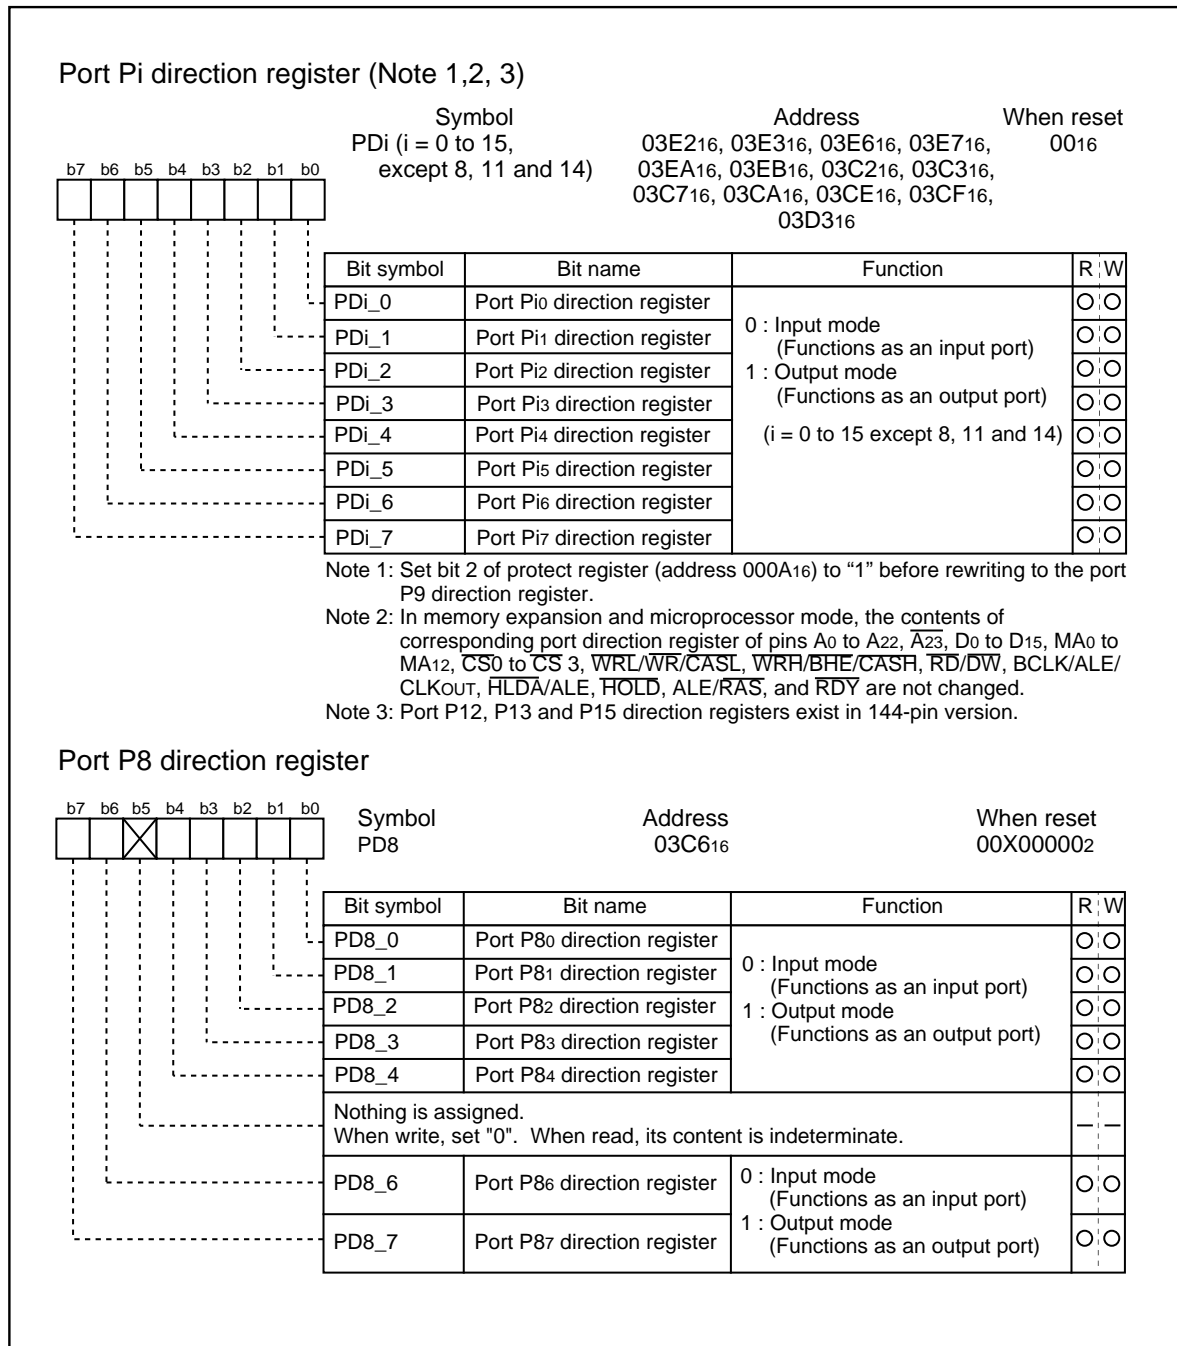 Port Pi direction register (Note 1,2, 3)
Symbol Address When reset
PDi (i = 0 to 15, 03E216, 03E316, 03E616, 03E716, 0016
except 8, 11 and 14) 03EA16, 03EB16, 03C216, 03C316,
03C716, 03CA16, 03CE16, 03CF16,
03D316
b7 b6 b5 b4 b3 b2 b1 b0
Bit symbol Bit name Function R W
PDi_0 Port Pi0 direction register
PDi_1 Port Pi1 direction register
PDi_2 Port Pi2 direction register
PDi_3 Port Pi3 direction register
PDi_4 Port Pi4 direction register
PDi_5 Port Pi5 direction register
PDi_6 Port Pi6 direction register
PDi_7 Port Pi7 direction register
0 : Input mode
(Functions as an input port)
1 : Output mode
(Functions as an output port)
(i = 0 to 15 except 8, 11 and 14)
Note 1: Set bit 2 of protect register (address 000A16) to “1” before rewriting to the port
P9 direction register.
Note 2: In memory expansion and microprocessor mode, the contents of
corresponding port direction register of pins A0 to A22, A23, D0 to D15, MA0 to
MA12, CS0 to CS 3, WRL/WR/CASL, WRH/BHE/CASH, RD/DW, BCLK/ALE/
CLKOUT, HLDA/ALE, HOLD, ALE/RAS, and RDY are not changed.
Note 3: Port P12, P13 and P15 direction registers exist in 144-pin version.
Port P8 direction register
b7 b6 b5 b4 b3 b2 b1 b0
Symbol Address When reset
PD8 03C616 00X000002
Bit symbol Bit name Function R W
PD8_0 Port P80 direction register
PD8_1 Port P81 direction register
PD8_2 Port P82 direction register
PD8_3 Port P83 direction register
PD8_4 Port P84 direction register
0 : Input mode
(Functions as an input port)
1 : Output mode
(Functions as an output port)
Nothing is assigned.
When write, set "0". When read, its content is indeterminate. – –
PD8_6 Port P86 direction register
PD8_7 Port P87 direction register
0 : Input mode
(Functions as an input port)
1 : Output mode
(Functions as an output port)